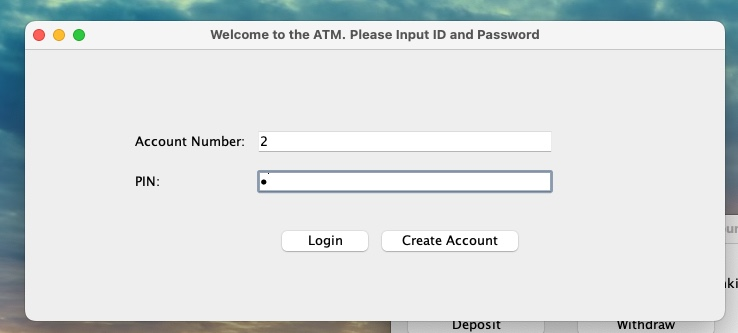 Welcome to the ATM. Please Input ID and Password
Account Number: 2
PIN: •
Login Create Account
Deposit Withdraw